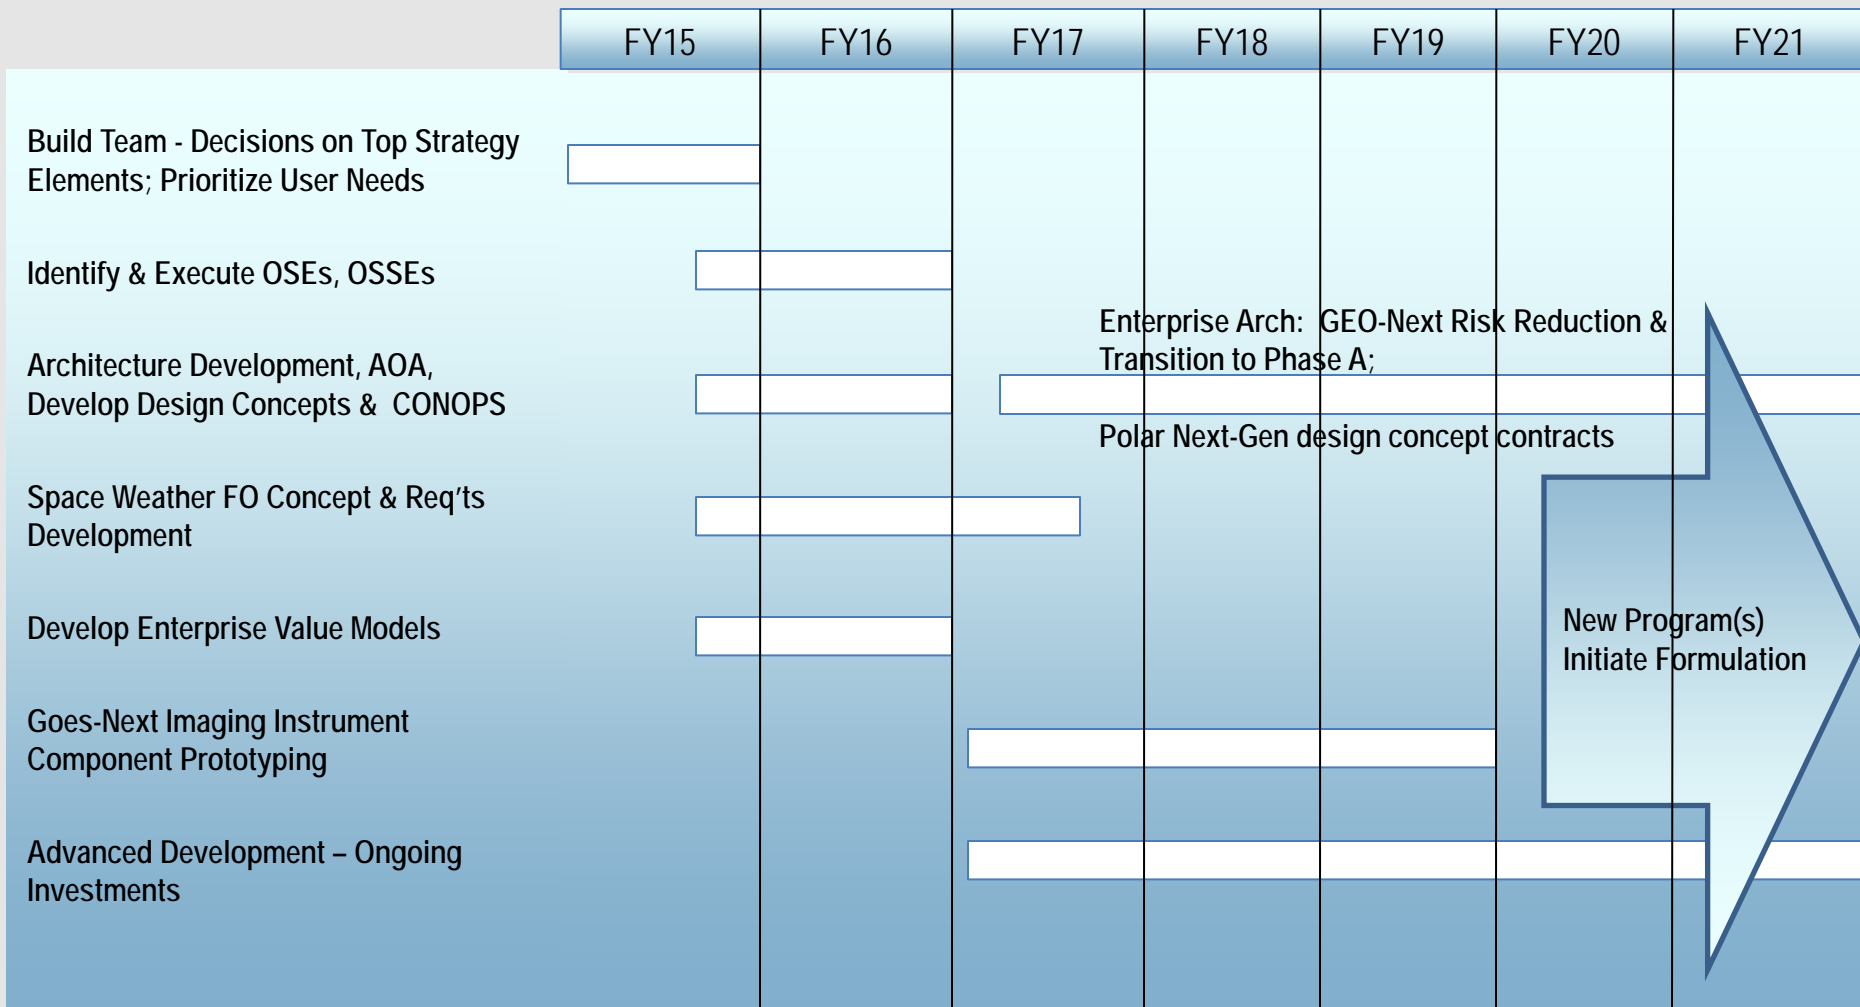 FY15 FY16 FY17 FY18 FY19 FY20 FY21
Build Team - Decisions on Top Strategy
Elements; Prioritize User Needs
Identify & Execute OSEs, OSSEs
Enterprise Arch:  GEO-Next Risk Reduction &
Transition to Phase A;
Architecture Development, AOA,
Develop Design Concepts &  CONOPS
Polar Next-Gen design concept contracts
Space Weather FO Concept & Req’ts
Development
Develop Enterprise Value Models
New Program(s)
Initiate Formulation
Goes-Next Imaging Instrument
Component Prototyping
Advanced Development – Ongoing
Investments